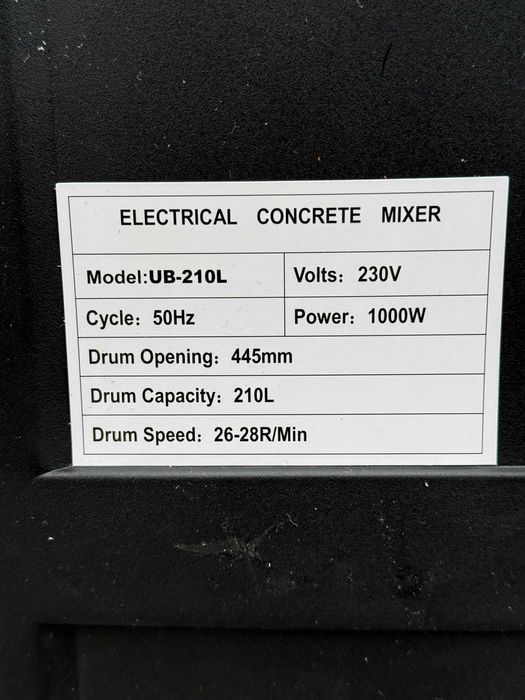 ELECTRICAL CONCRETE MIXER
Model:UB-210L Volts: 230V
Cycle: 50Hz Power: 1000W
Drum Opening: 445mm
Drum Capacity: 210L
Drum Speed: 26-28R/Min